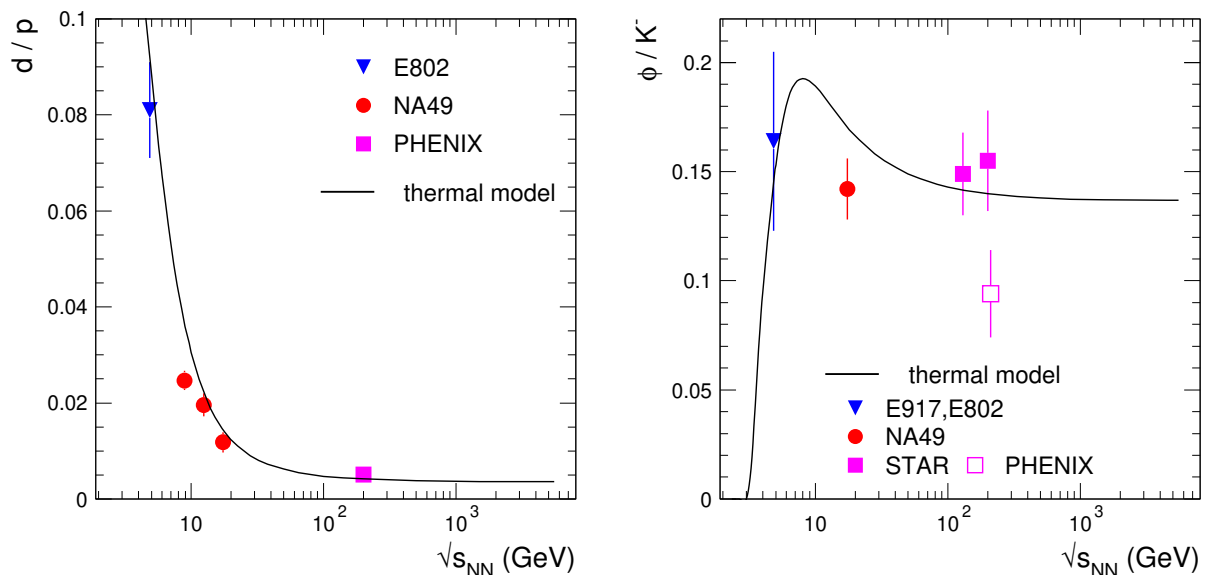 d / p
0.1
0.08
0.06
0.04
0.02
0
E802
NA49
PHENIX
thermal model
10
10²
10³
√s_NN (GeV)
ϕ / K⁻
0.2
0.15
0.1
0.05
0
thermal model
E917,E802
NA49
STAR PHENIX
10
10²
10³
√s_NN (GeV)